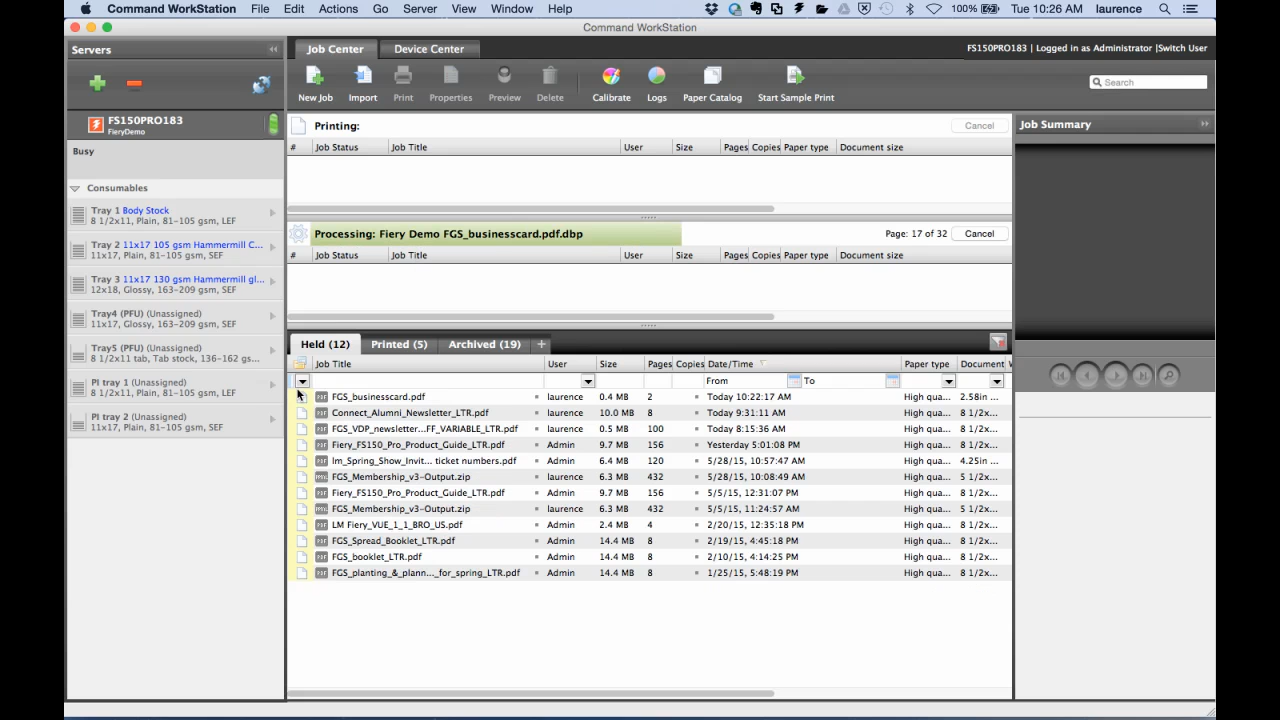 Command WorkStation File Edit Actions Go Server View Window Help 100% Tue 10:26 AM laurence
Command WorkStation
Servers
Job Center Device Center
FS150PRO183 | Logged in as Administrator |Switch User
New Job Import Print Properties Preview Delete Calibrate Logs Paper Catalog Start Sample Print
Search
FS150PRO183
FieryDemo
Busy
Consumables
Tray 1 Body Stock
8 1/2x11, Plain, 81-105 gsm, LEF
Tray 2 11x17 105 gsm Hammermill C...
11x17, Plain, 81-105 gsm, SEF
Tray 3 11x17 130 gsm Hammermill gl...
12x18, Glossy, 163-209 gsm, SEF
Tray4 (PFU) (Unassigned)
11x17, Glossy, 163-209 gsm, SEF
Tray5 (PFU) (Unassigned)
8 1/2x11 tab, Tab stock, 136-162 gs...
PI tray 1 (Unassigned)
8 1/2x11, Plain, 81-105 gsm, LEF
PI tray 2 (Unassigned)
11x17, Plain, 81-105 gsm, SEF
Printing: Cancel
# Job Status Job Title User Size Pages Copies Paper type Document size
Processing: Fiery Demo FGS_businesscard.pdf.dbp Page: 17 of 32 Cancel
# Job Status Job Title User Size Pages Copies Paper type Document size
Held (12) Printed (5) Archived (19) +
Job Title User Size Pages Copies Date/Time Paper type Document W
From To
FGS_businesscard.pdf laurence 0.4 MB 2 Today 10:22:17 AM High qua... 2.58in ...
Connect_Alumni_Newsletter_LTR.pdf laurence 10.0 MB 8 Today 9:31:11 AM High qua... 8 1/2x...
FGS_VDP_newsletter...FF_VARIABLE_LTR.pdf laurence 0.5 MB 100 Today 8:15:36 AM High qua... 8 1/2x...
Fiery_FS150_Pro_Product_Guide_LTR.pdf Admin 9.7 MB 156 Yesterday 5:01:08 PM High qua... 8 1/2x...
lm_Spring_Show_Invit... ticket numbers.pdf Admin 6.4 MB 120 5/28/15, 10:57:47 AM High qua... 4.25in ...
FGS_Membership_v3-Output.zip laurence 6.3 MB 432 5/28/15, 10:08:49 AM High qua... 5 1/2x...
Fiery_FS150_Pro_Product_Guide_LTR.pdf Admin 9.7 MB 156 5/5/15, 12:31:07 PM High qua... 8 1/2x...
FGS_Membership_v3-Output.zip laurence 6.3 MB 432 5/5/15, 11:24:57 AM High qua... 5 1/2x...
LM Fiery_VUE_1_1_BRO_US.pdf Admin 2.4 MB 4 2/20/15, 12:35:18 PM High qua... 8 1/2x...
FGS_Spread_Booklet_LTR.pdf Admin 14.4 MB 8 2/19/15, 4:45:18 PM High qua... 8 1/2x...
FGS_booklet_LTR.pdf Admin 14.4 MB 8 2/10/15, 4:14:25 PM High qua... 8 1/2x...
FGS_planting_&_plann..._for_spring_LTR.pdf Admin 14.4 MB 8 1/25/15, 5:48:19 PM High qua... 8 1/2x...
Job Summary